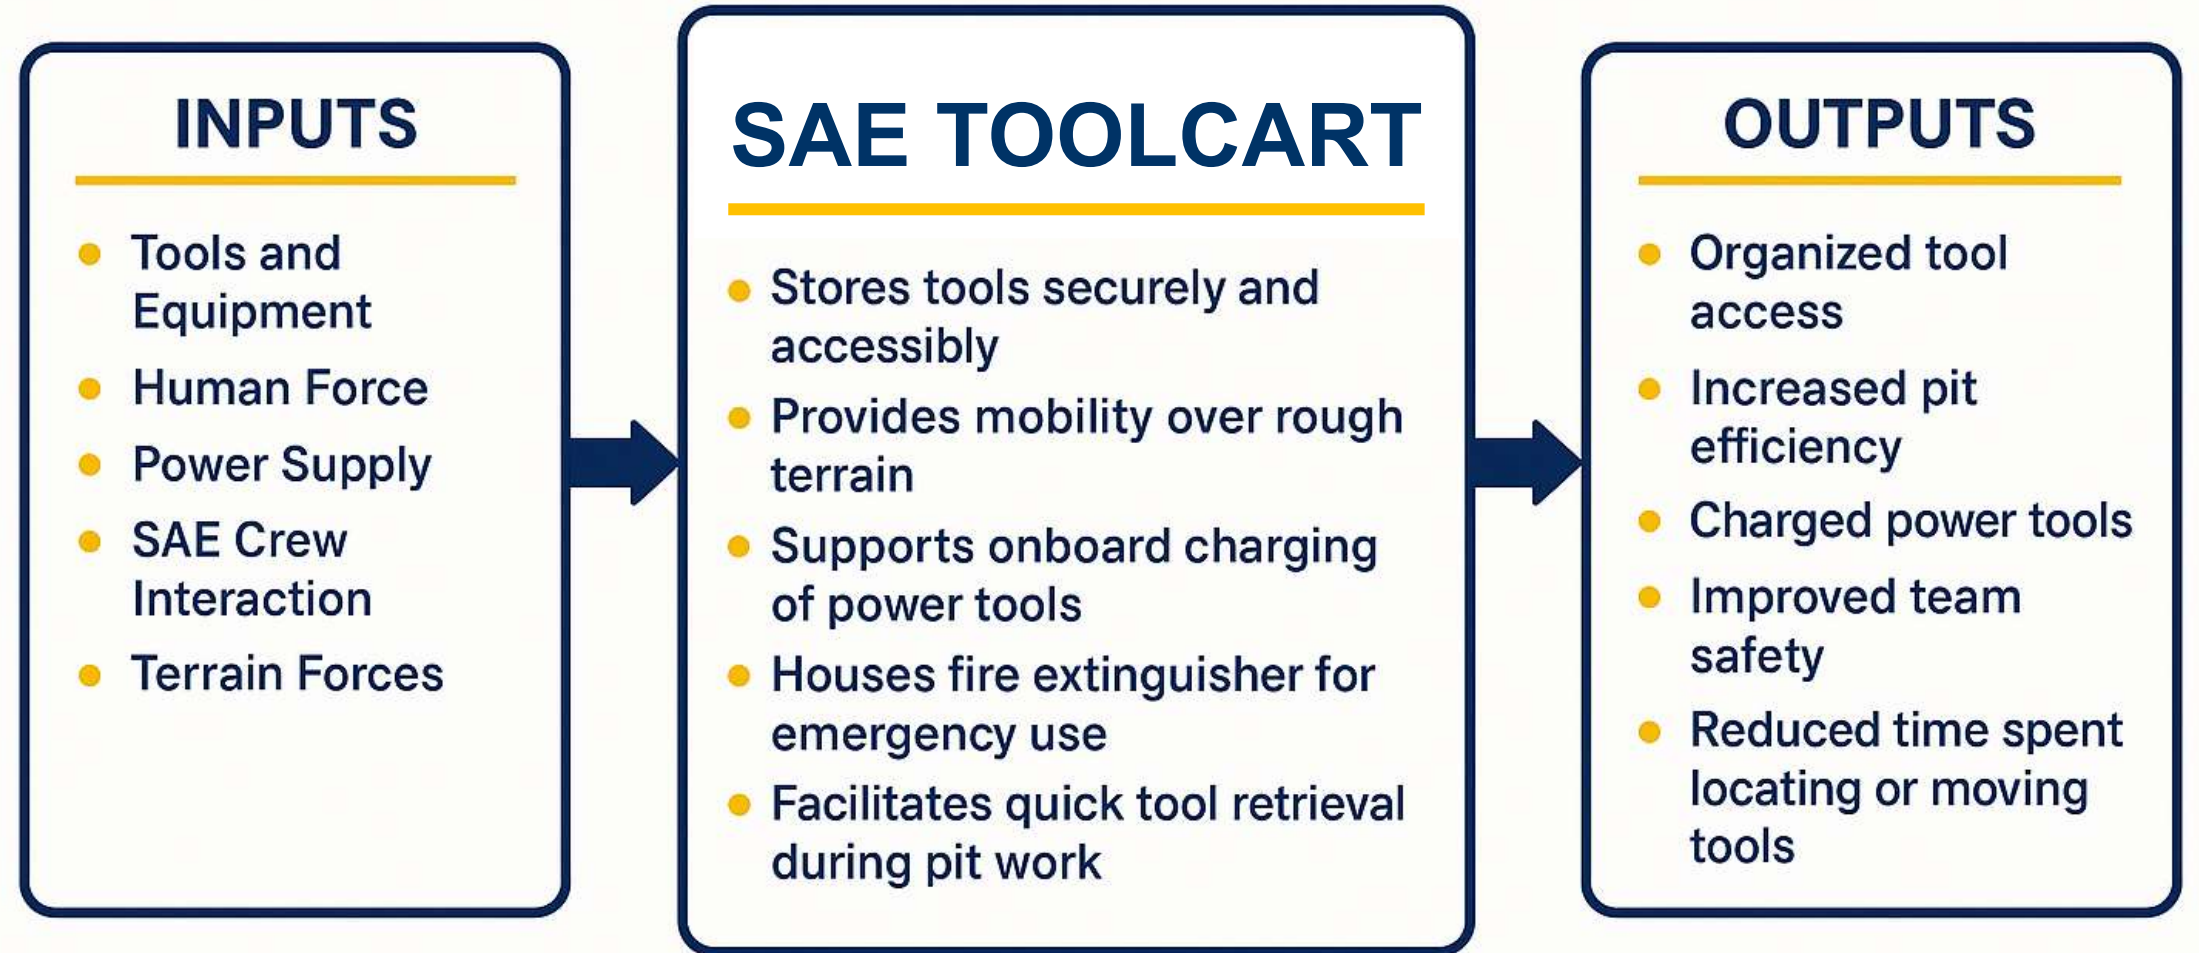 INPUTS
Tools and
Equipment
Human Force
Power Supply
SAE Crew
Interaction
Terrain Forces
SAE TOOLCART
Stores tools securely and
accessibly
Provides mobility over rough
terrain
Supports onboard charging
of power tools
Houses fire extinguisher for
emergency use
Facilitates quick tool retrieval
during pit work
OUTPUTS
Organized tool
access
Increased pit
efficiency
Charged power tools
Improved team
safety
Reduced time spent
locating or moving
tools